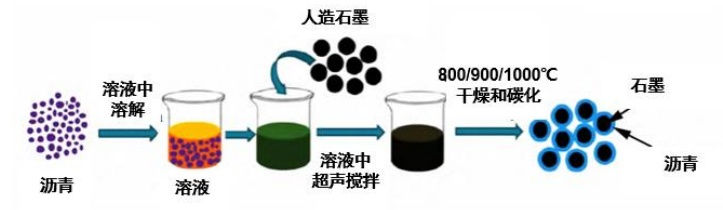 人造石墨
溶液中
溶解
800/900/1000℃
干燥和碳化
石墨
沥青
溶液
溶液中
超声搅拌
沥青